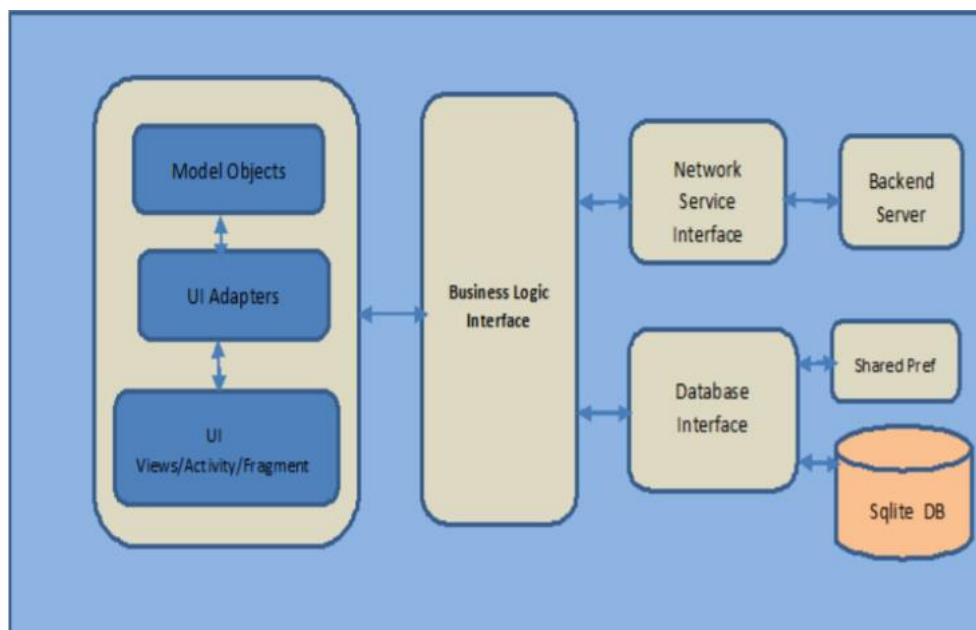 Model Objects
UI Adapters
UI
Views/Activity/Fragment
Business Logic
Interface
Network
Service
Interface
Backend
Server
Database
Interface
Shared Pref
Sqlite DB